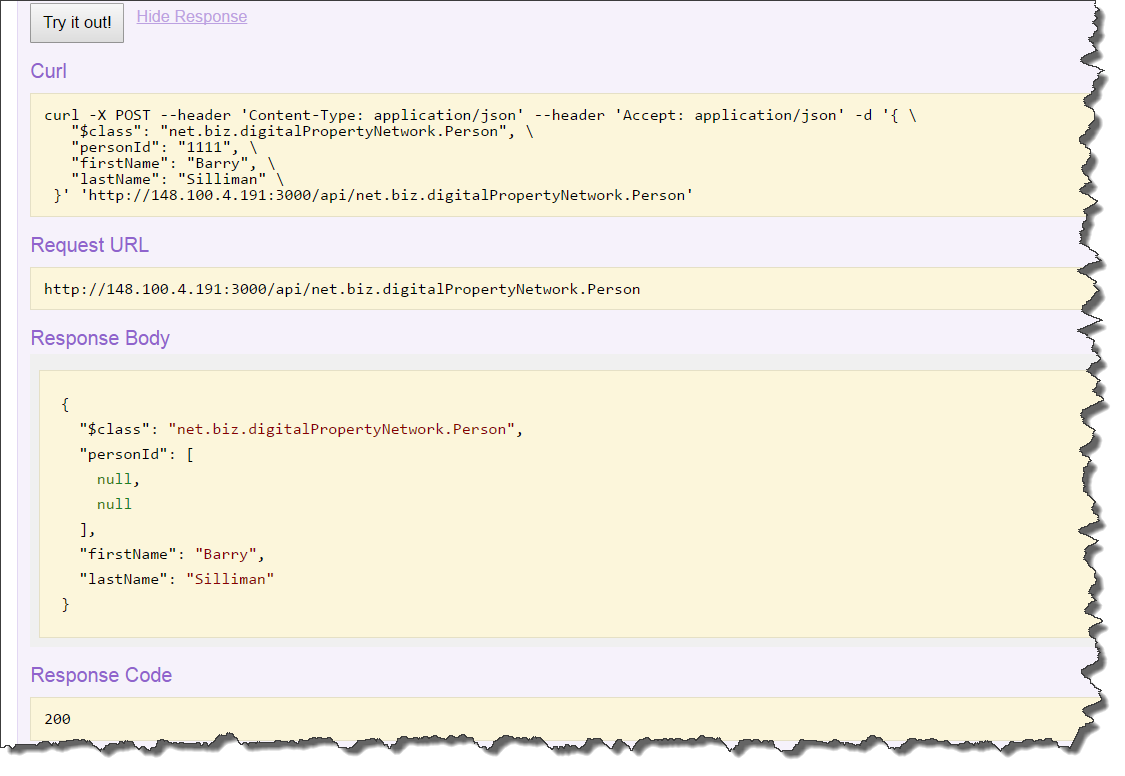 Try it out! Hide Response
Curl
curl -X POST --header 'Content-Type: application/json' --header 'Accept: application/json' -d '{ \
"$class": "net.biz.digitalPropertyNetwork.Person", \
"personId": "1111", \
"firstName": "Barry", \
"lastName": "Silliman" \
}' 'http://148.100.4.191:3000/api/net.biz.digitalPropertyNetwork.Person'
Request URL
http://148.100.4.191:3000/api/net.biz.digitalPropertyNetwork.Person
Response Body
{
"$class": "net.biz.digitalPropertyNetwork.Person",
"personId": [
null,
null
],
"firstName": "Barry",
"lastName": "Silliman"
}
Response Code
200